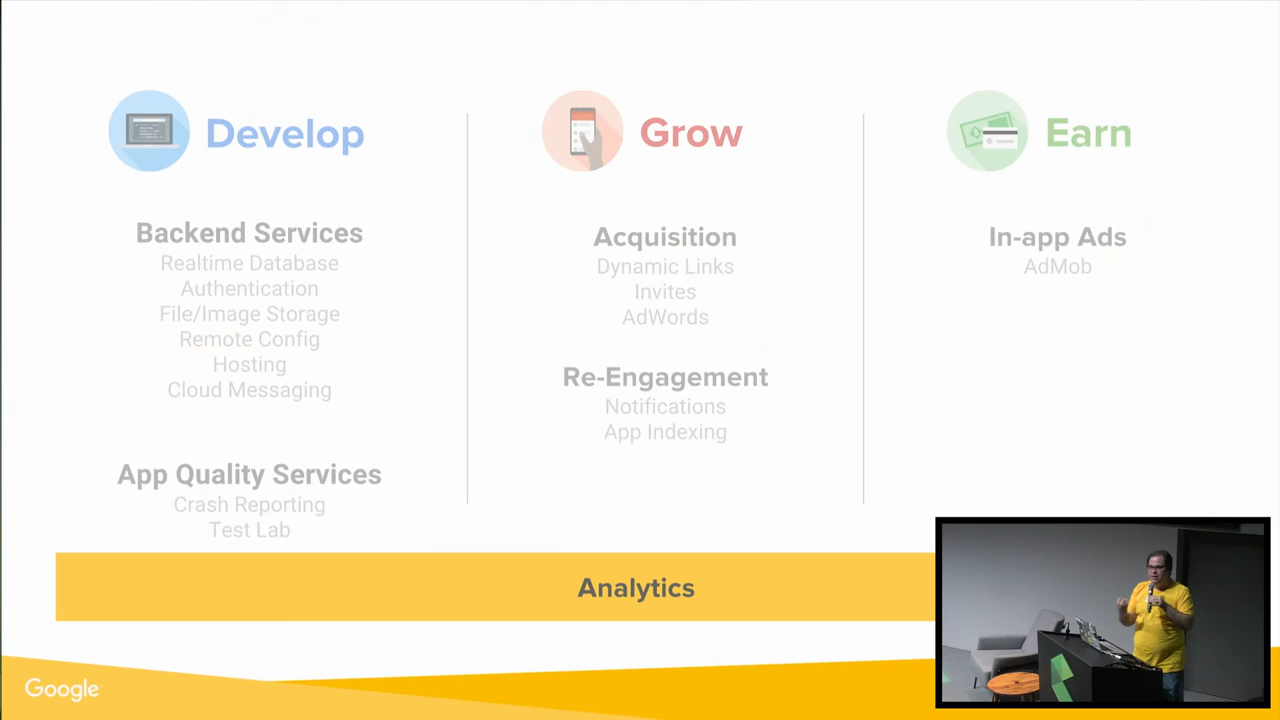 Develop
Backend Services
Realtime Database
Authentication
File/Image Storage
Remote Config
Hosting
Cloud Messaging
App Quality Services
Crash Reporting
Test Lab
Grow
Acquisition
Dynamic Links
Invites
AdWords
Re-Engagement
Notifications
App Indexing
Earn
In-app Ads
AdMob
Analytics
Google